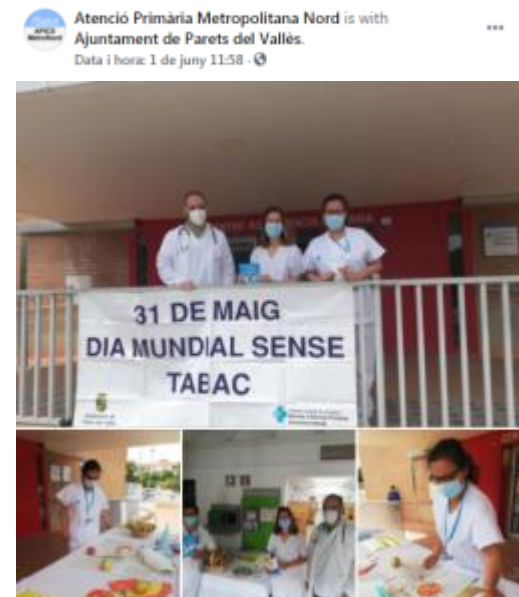 Atenció Primària Metropolitana Nord is with
Ajuntament de Parets del Vallès.
Data i hora: 1 de juny 11:58 ·
31 DE MAIG
DIA MUNDIAL SENSE
TABAC